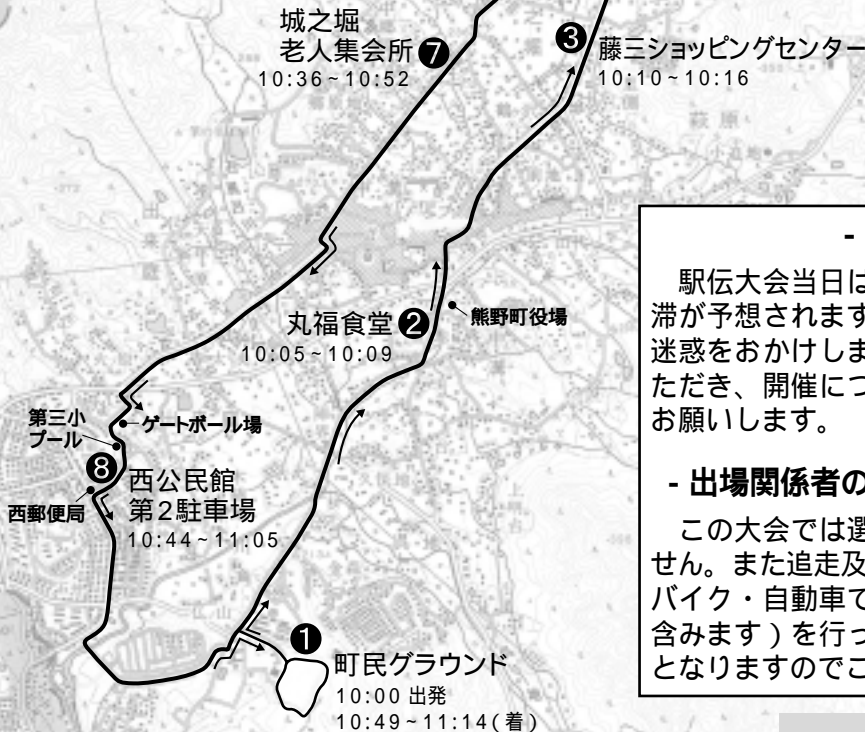 城之堀
老人集会所 ❼
10:36~10:52
❸ 藤三ショッピングセンター
10:10~10:16
萩原
丸福食堂 ❷
10:05~10:09
熊野町役場
第三小
プール
ゲートボール場
❽ 西公民館
第2駐車場
10:44~11:05
西郵便局
❶
町民グラウンド
10:00 出発
10:49~11:14(着)
-
駅伝大会当日は
滞が予想されます
迷惑をおかけしま
ただき、開催につ
お願いします。
- 出場関係者の
この大会では選
せん。また追走及
バイク・自動車で
含みます)を行っ
となりますのでこ